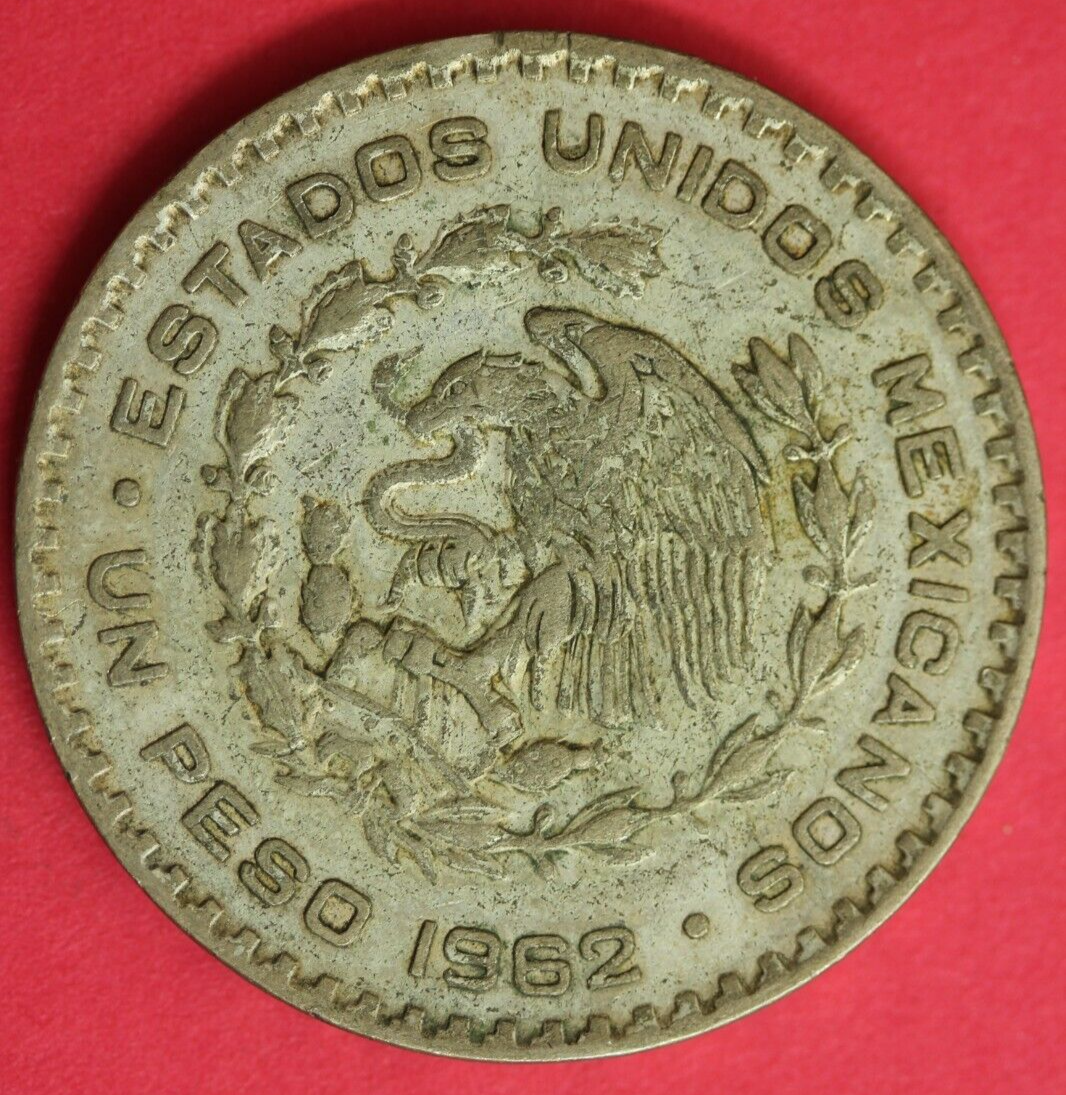 · ESTADOS UNIDOS MEXICANOS ·
UN PESO 1962